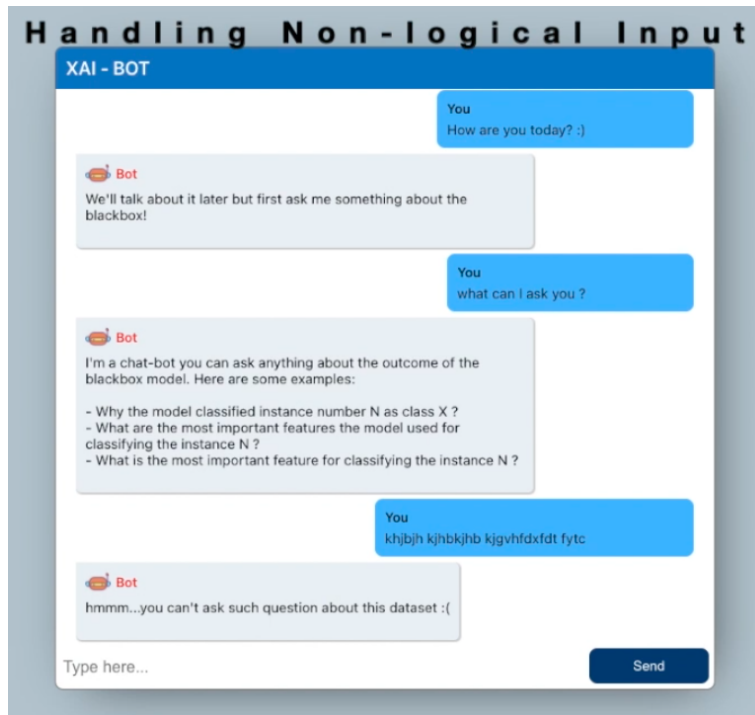 Handling Non-logical Input
XAI - BOT
You
How are you today? :)
Bot
We'll talk about it later but first ask me something about the
blackbox!
You
what can I ask you ?
Bot
I'm a chat-bot you can ask anything about the outcome of the
blackbox model. Here are some examples:
- Why the model classified instance number N as class X ?
- What are the most important features the model used for
classifying the instance N ?
- What is the most important feature for classifying the instance N ?
You
khjbjh kjhbkjhb kjgvhfdxfdt fytc
Bot
hmmm...you can't ask such question about this dataset :(
Type here...
Send